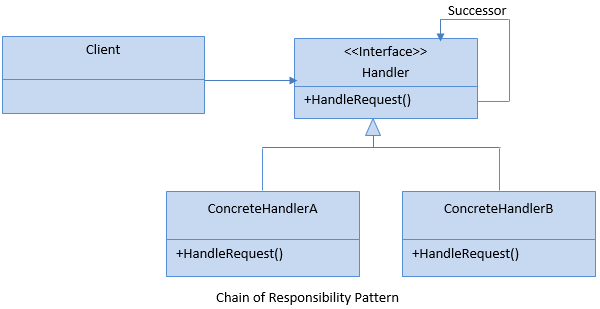 Successor
Client
<<Interface>>
Handler
+HandleRequest()
ConcreteHandlerA
+HandleRequest()
ConcreteHandlerB
+HandleRequest()
Chain of Responsibility Pattern